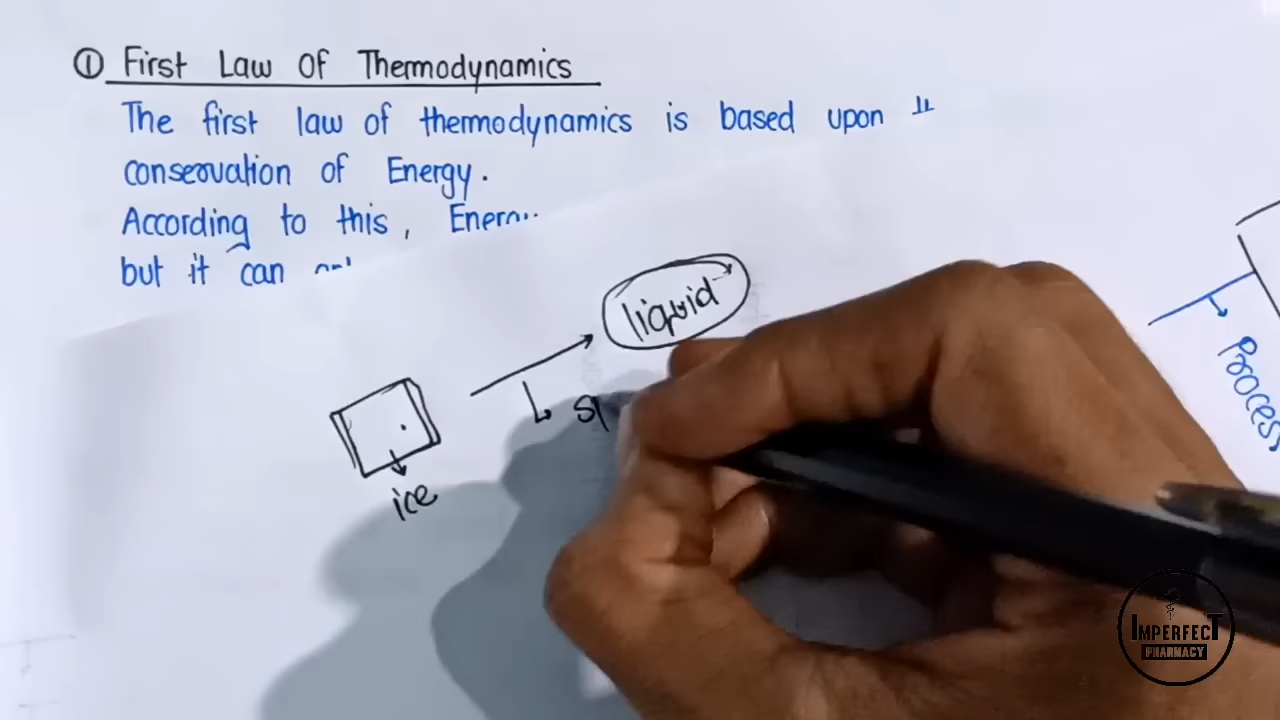 ① First Law Of Thermodynamics
The first law of thermodynamics is based upon
conservation of Energy.
According to this,
but it can
liquid
ice
Process
IMPERFECT
PHARMACY